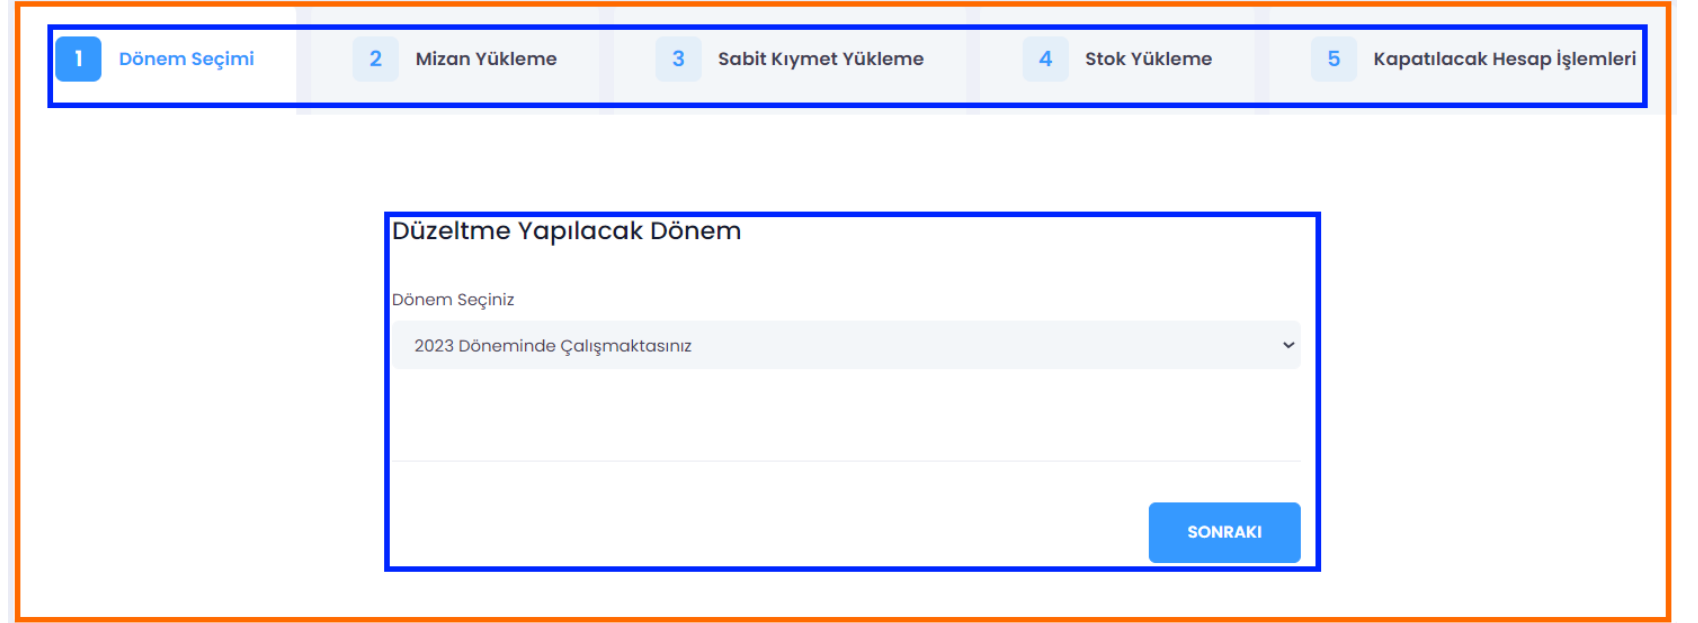 1 Dönem Seçimi 2 Mizan Yükleme 3 Sabit Kıymet Yükleme 4 Stok Yükleme 5 Kapatılacak Hesap İşlemleri
Düzeltme Yapılacak Dönem
Dönem Seçiniz
2023 Döneminde Çalışmaktasınız
SONRAKI